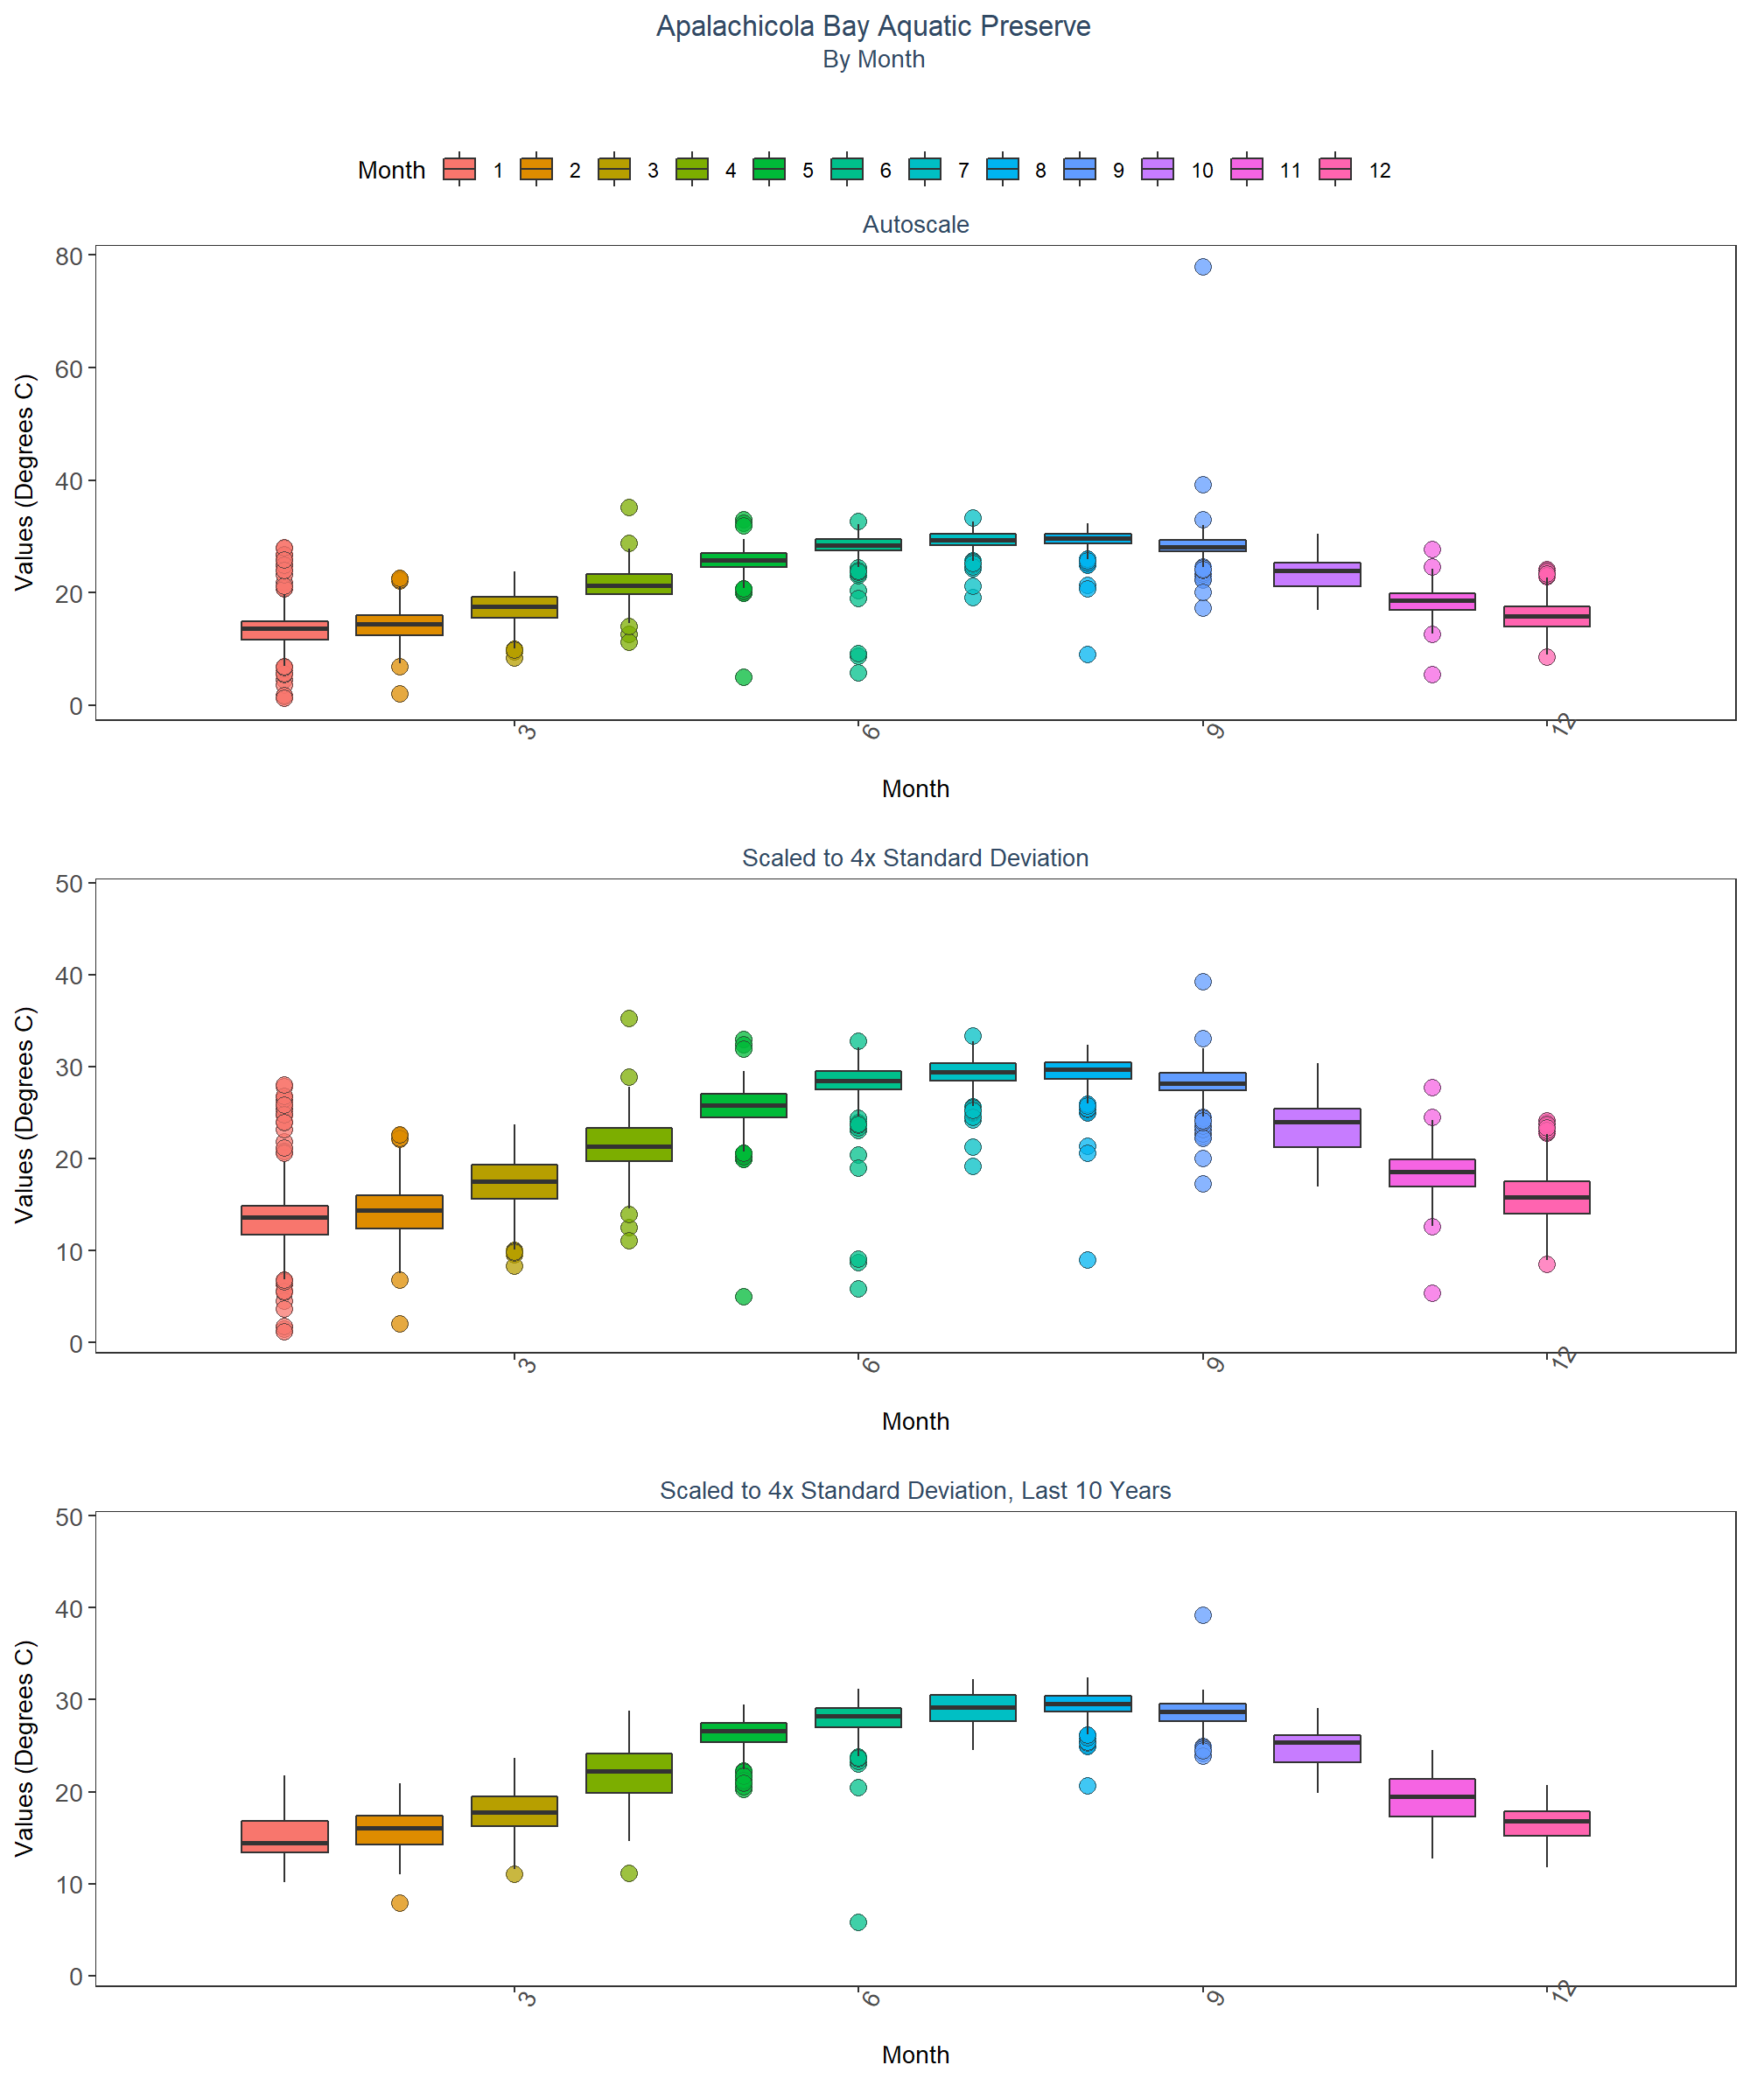 Apalachicola Bay Aquatic Preserve
By Month
Month 1 2 3 4 5 6 7 8 9 10 11 12
Autoscale
Values (Degrees C)
80
60
40
20
0
3 6 9 12
Month
Scaled to 4x Standard Deviation
Values (Degrees C)
50
40
30
20
10
0
3 6 9 12
Month
Scaled to 4x Standard Deviation, Last 10 Years
Values (Degrees C)
50
40
30
20
10
0
3 6 9 12
Month